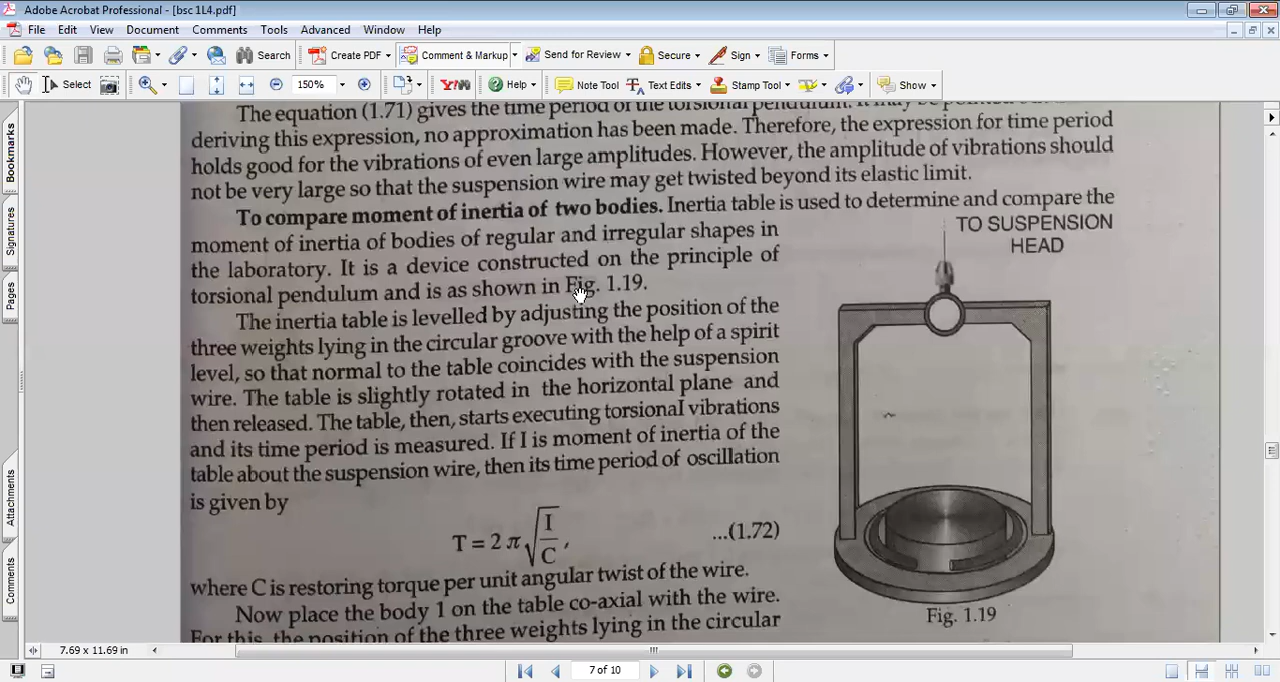 Adobe Acrobat Professional - [bsc 1L4.pdf]
File Edit View Document Comments Tools Advanced Window Help
Search Create PDF Comment & Markup Send for Review Secure Sign Forms
Select 150% Y! Help Note Tool Text Edits Stamp Tool Show
Bookmarks
Signatures
Pages
Attachments
Comments
The equation (1.71) gives the time period of the torsional pendulum. It may be
deriving this expression, no approximation has been made. Therefore, the expression for time period
holds good for the vibrations of even large amplitudes. However, the amplitude of vibrations should
not be very large so that the suspension wire may get twisted beyond its elastic limit.
To compare moment of inertia of two bodies. Inertia table is used to determine and compare the
moment of inertia of bodies of regular and irregular shapes in
the laboratory. It is a device constructed on the principle of
torsional pendulum and is as shown in Fig. 1.19.
The inertia table is levelled by adjusting the position of the
three weights lying in the circular groove with the help of a spirit
level, so that normal to the table coincides with the suspension
wire. The table is slightly rotated in the horizontal plane and
then released. The table, then, starts executing torsional vibrations
and its time period is measured. If I is moment of inertia of the
table about the suspension wire, then its time period of oscillation
is given by
T = 2 π √(I/C), ...(1.72)
where C is restoring torque per unit angular twist of the wire.
Now place the body 1 on the table co-axial with the wire.
For this, the position of the three weights lying in the circular
TO SUSPENSION
HEAD
Fig. 1.19
7.69 x 11.69 in
7 of 10